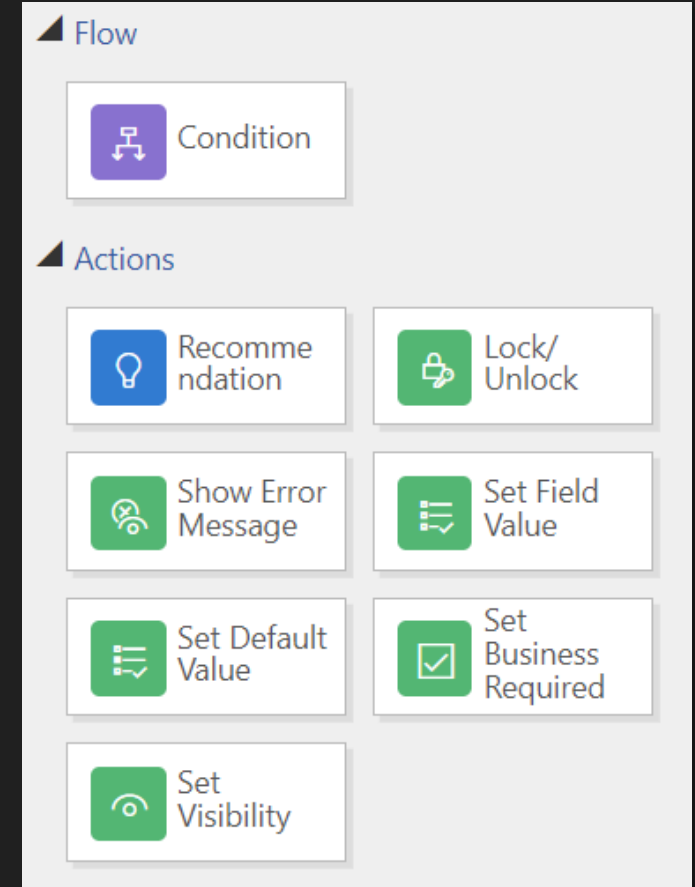 Flow
Condition
Actions
Recomme
ndation
Lock/
Unlock
Show Error
Message
Set Field
Value
Set Default
Value
Set
Business
Required
Set
Visibility